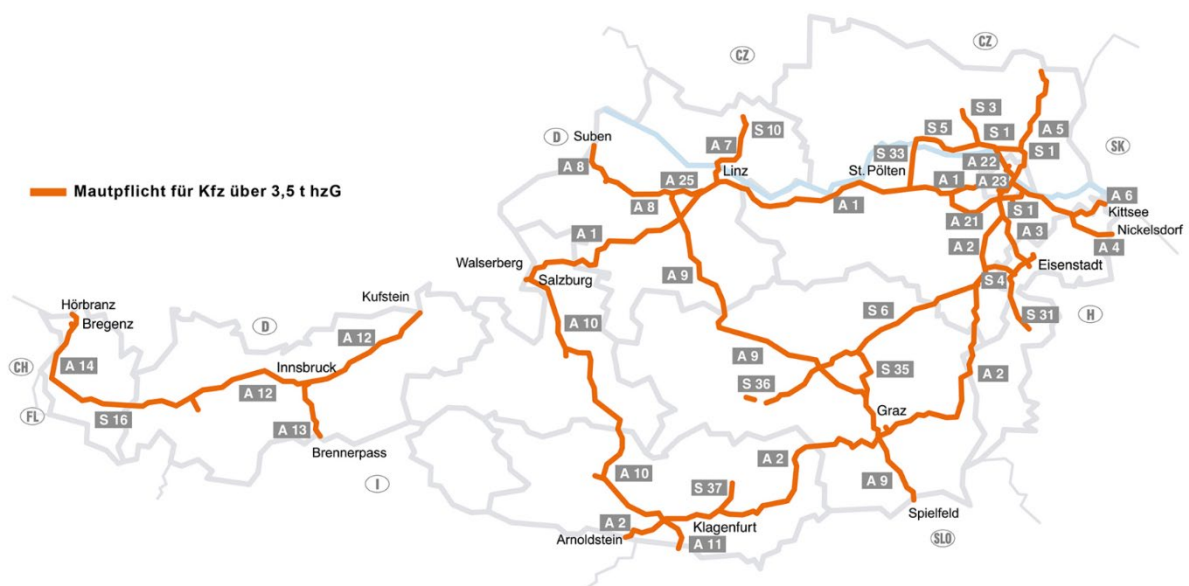 CZ
CZ
S 3
S 10
S 5
S 1
A 5
D
Suben
A 7
S 33
A 22
S 1
SK
A 8
A 25
Linz
St. Pölten
A 1
A 23
A 6
Mautpflicht für Kfz über 3,5 t hzG
A 8
A 1
A 21
S 1
Kittsee
A 1
A 3
Nickelsdorf
A 2
A 4
Walserberg
Salzburg
A 9
Eisenstadt
S 4
Hörbranz
Kufstein
S 6
S 31
H
Bregenz
D
A 12
A 10
CH
A 14
Innsbruck
A 9
S 35
A 2
A 12
S 36
FL
S 16
Graz
A 13
Brennerpass
A 2
A 10
A 9
I
S 37
Spielfeld
A 2
Klagenfurt
Arnoldstein
A 11
SLO